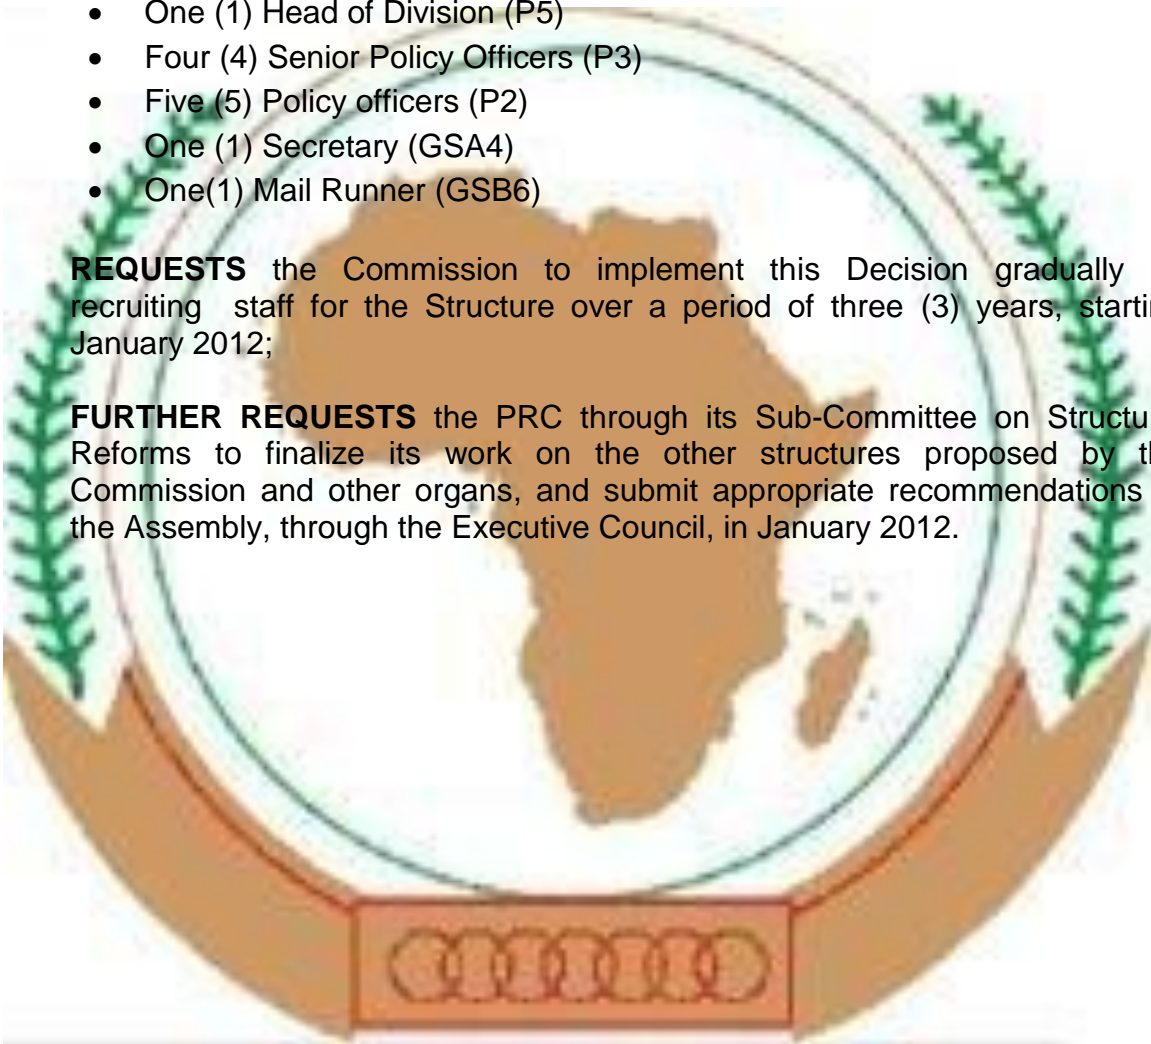 • One (1) Head of Division (P5)
• Four (4) Senior Policy Officers (P3)
• Five (5) Policy officers (P2)
• One (1) Secretary (GSA4)
• One(1) Mail Runner (GSB6)
REQUESTS the Commission to implement this Decision gradually
recruiting staff for the Structure over a period of three (3) years,
January 2012;
FURTHER REQUESTS the PRC through its Sub-Committee on
Reforms to finalize its work on the other structures proposed by
Commission and other organs, and submit appropriate recommendations
the Assembly, through the Executive Council, in January 2012.